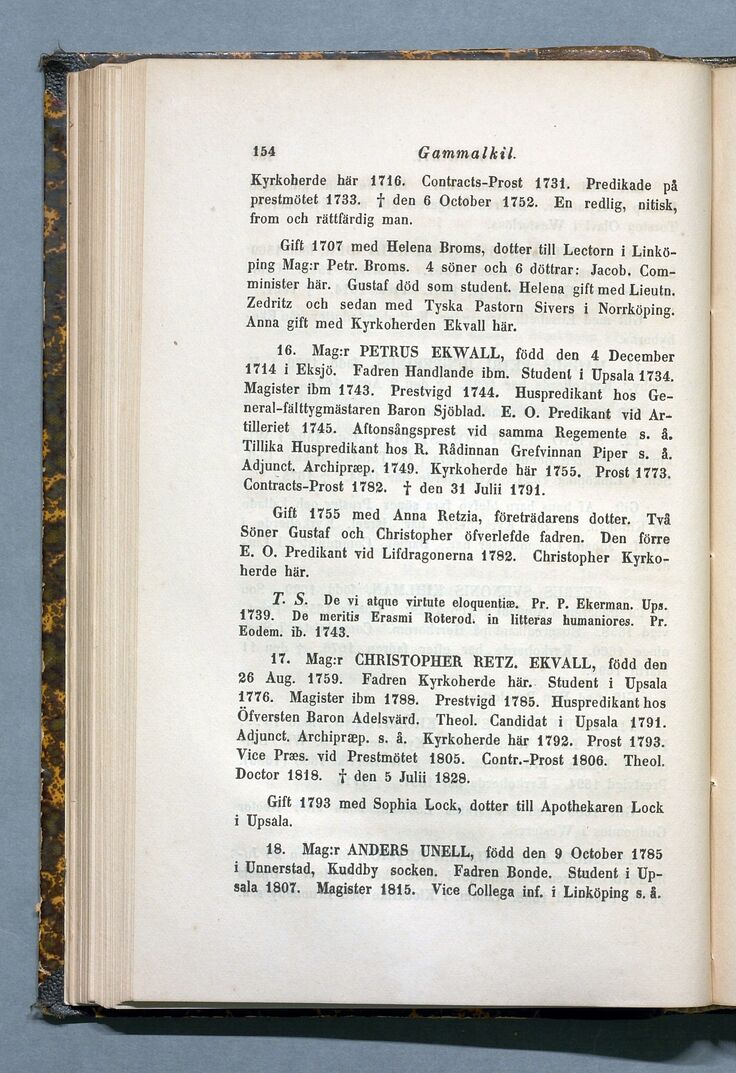 154 Gammalkil.
Kyrkoherde här 1716. Contracts-Prost 1731. Predikade på
prestmötet 1733. † den 6 October 1752. En redlig, nitisk,
from och rättfärdig man.
Gift 1707 med Helena Broms, dotter till Lectorn i Linkö-
ping Mag:r Petr. Broms. 4 söner och 6 döttrar: Jacob. Com-
minister här. Gustaf död som student. Helena gift med Lieutn.
Zedritz och sedan med Tyska Pastorn Sivers i Norrköping.
Anna gift med Kyrkoherden Ekvall här.
16. Mag:r PETRUS EKWALL, född den 4 December
1714 i Eksjö. Fadren Handlande ibm. Student i Upsala 1734.
Magister ibm 1743. Prestvigd 1744. Huspredikant hos Ge-
neral-fälttygmästaren Baron Sjöblad. E. O. Predikant vid Ar-
tilleriet 1745. Aftonsångsprest vid samma Regemente s. å.
Tillika Huspredikant hos R. Rådinnan Grefvinnan Piper s. å.
Adjunct. Archipræp. 1749. Kyrkoherde här 1755. Prost 1773.
Contracts-Prost 1782. † den 31 Julii 1791.
Gift 1755 med Anna Retzia, företrädarens dotter. Två
Söner Gustaf och Christopher öfverlefde fadren. Den förre
E. O. Predikant vid Lifdragonerna 1782. Christopher Kyrko-
herde här.
T. S. De vi atque virtute eloquentiæ. Pr. P. Ekerman. Ups.
1739. De meritis Erasmi Roterod. in litteras humaniores. Pr.
Eodem. ib. 1743.
17. Mag:r CHRISTOPHER RETZ. EKVALL, född den
26 Aug. 1759. Fadren Kyrkoherde här. Student i Upsala
1776. Magister ibm 1788. Prestvigd 1785. Huspredikant hos
Öfversten Baron Adelsvärd. Theol. Candidat i Upsala 1791.
Adjunct. Archipræp. s. å. Kyrkoherde här 1792. Prost 1793.
Vice Præs. vid Prestmötet 1805. Contr.-Prost 1806. Theol.
Doctor 1818. † den 5 Julii 1828.
Gift 1793 med Sophia Lock, dotter till Apothekaren Lock
i Upsala.
18. Mag:r ANDERS UNELL, född den 9 October 1785
i Unnerstad, Kuddby socken. Fadren Bonde. Student i Up-
sala 1807. Magister 1815. Vice Collega inf. i Linköping s. å.